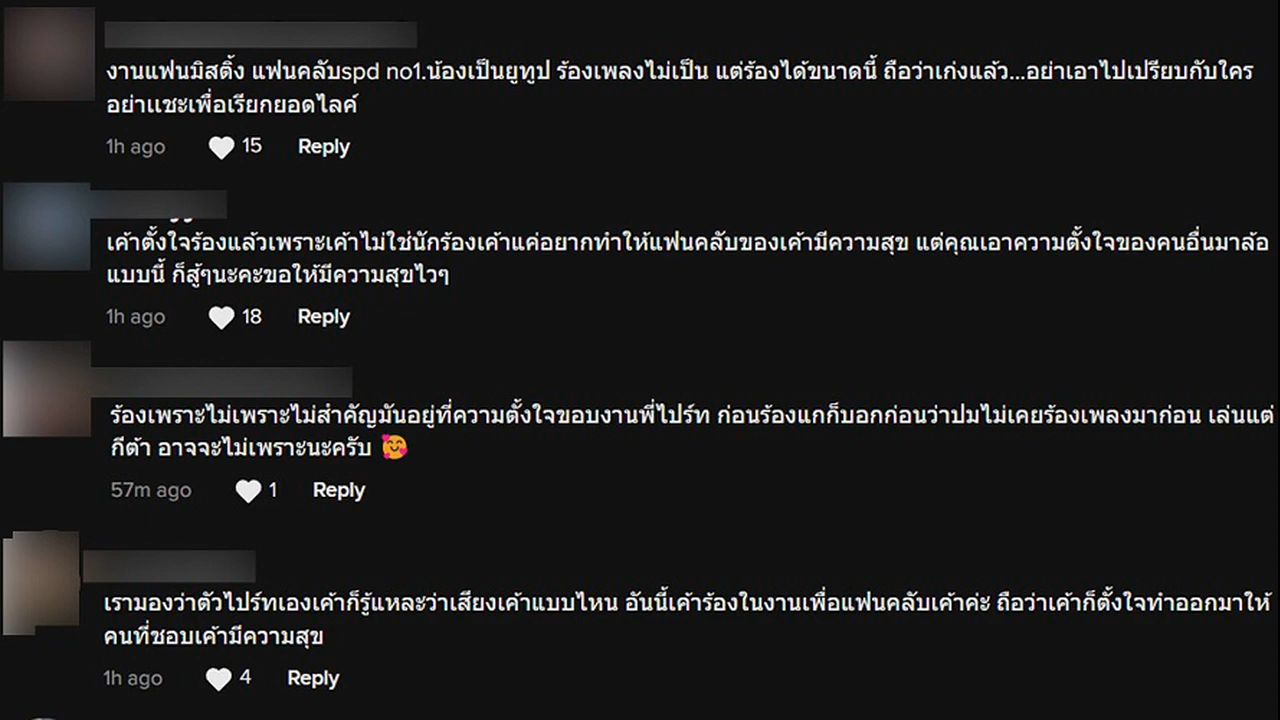 งานแฟนมิสติ้ง แฟนคลับspd no1.น้องเป็นยูทูป ร้องเพลงไม่เป็น แต่ร้องได้ขนาดนี้ ถือว่าเก่งแล้ว...อย่าเอาไปเปรียบกับใคร
อย่าแชะเพื่อเรียกยอดไลค์
1h ago 15 Reply
เค้าตั้งใจร้องแล้วเพราะเค้าไม่ใช่นักร้องเค้าแค่อยากทำให้แฟนคลับของเค้ามีความสุข แต่คุณเอาความตั้งใจของคนอื่นมาล้อ
แบบนี้ ก็สู้ๆนะคะขอให้มีความสุขไวๆ
1h ago 18 Reply
ร้องเพราะไม่เพราะไม่สำคัญมันอยู่ที่ความตั้งใจขอบงานพี่ไปร์ท ก่อนร้องแกก็บอกก่อนว่าปมไม่เคยร้องเพลงมาก่อน เล่นแต่
กีต้า อาจจะไม่เพราะนะครับ 🥰
57m ago 1 Reply
เรามองว่าตัวไปร์ทเองเค้าก็รู้แหละว่าเสียงเค้าแบบไหน อันนี้เค้าร้องในงานเพื่อแฟนคลับเค้าค่ะ ถือว่าเค้าก็ตั้งใจทำออกมาให้
คนที่ชอบเค้ามีความสุข
1h ago 4 Reply